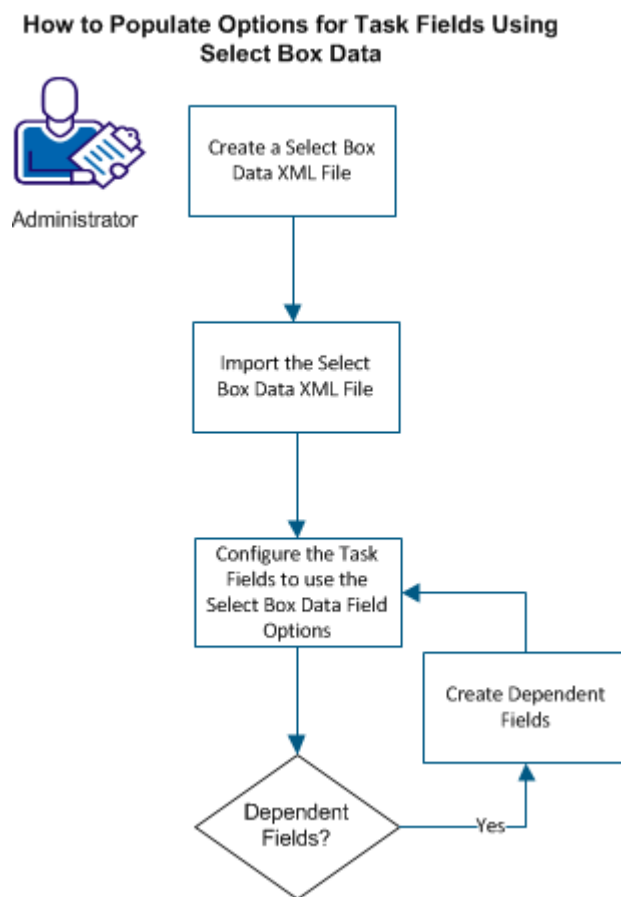 How to Populate Options for Task Fields Using
Select Box Data
Administrator
Create a Select Box
Data XML File
Import the Select
Box Data XML File
Configure the Task
Fields to use the
Select Box Data Field
Options
Create Dependent
Fields
Dependent
Fields?
Yes